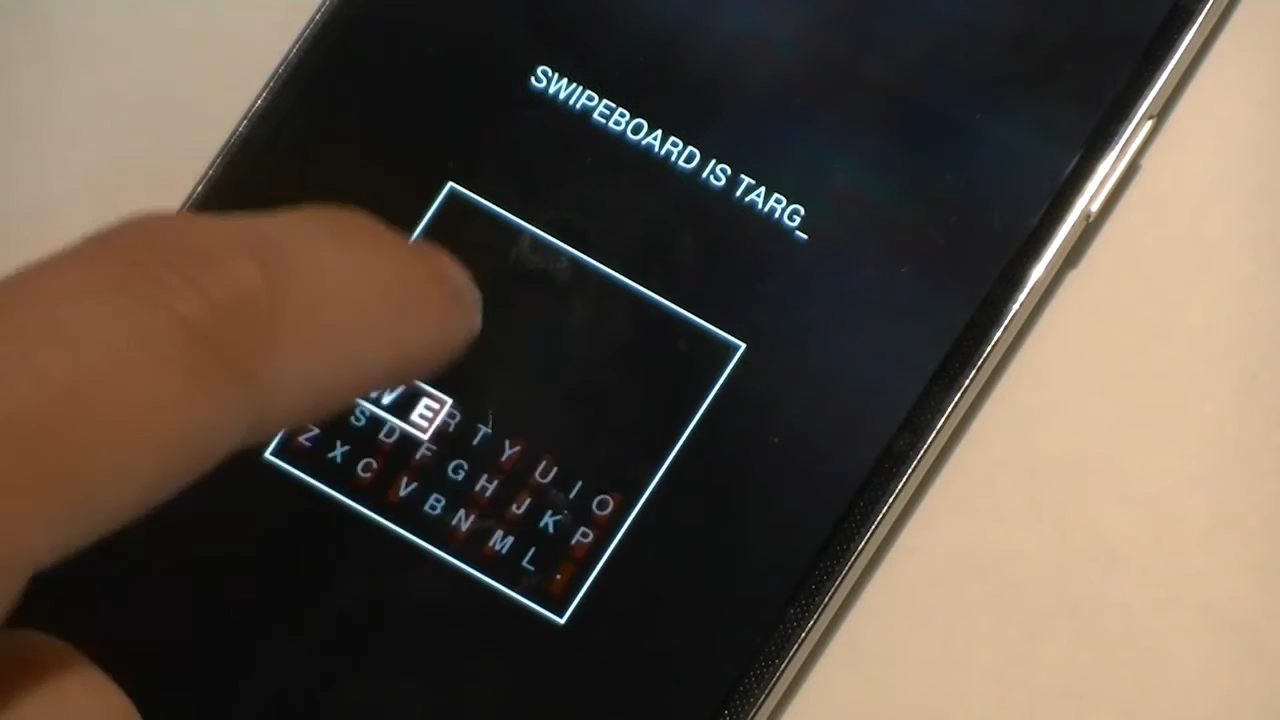 SWIPEBOARD IS TARG_
W E R T Y U I O
S D F G H J K P
Z X C V B N M L .